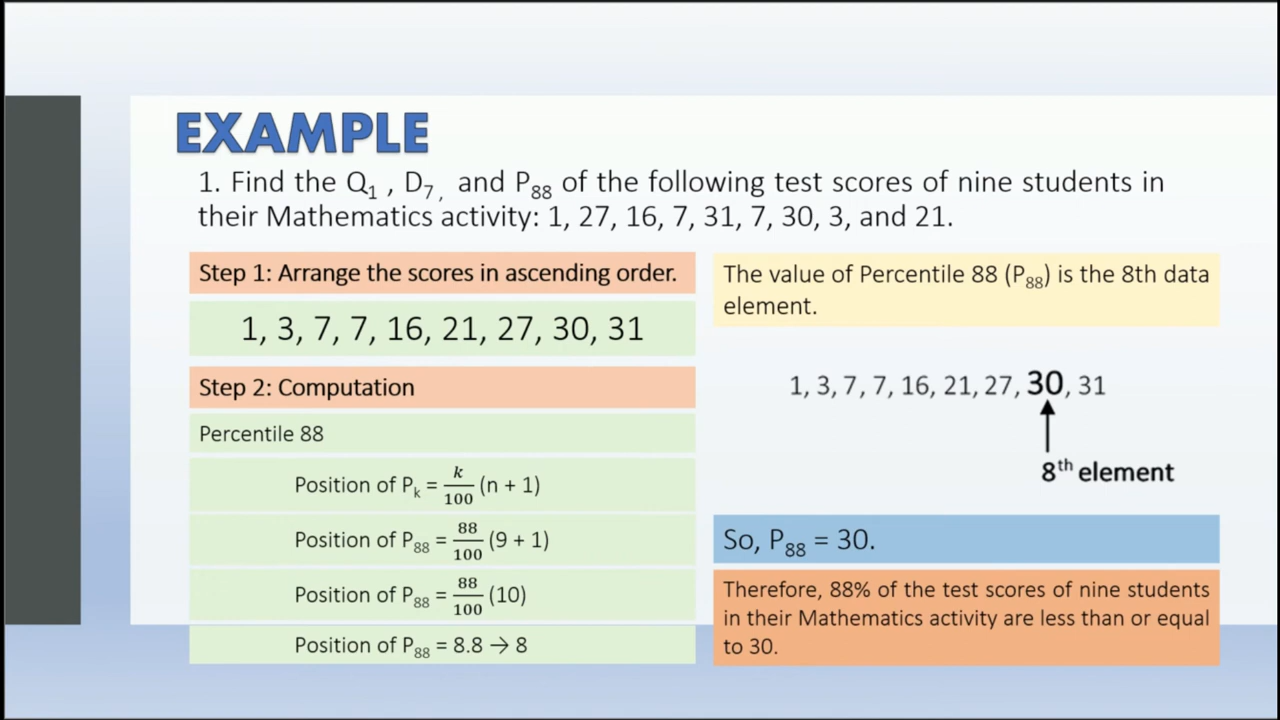 EXAMPLE
1. Find the Q₁ , D₇ , and P₈₈ of the following test scores of nine students in
their Mathematics activity: 1, 27, 16, 7, 31, 7, 30, 3, and 21.
Step 1: Arrange the scores in ascending order.
1, 3, 7, 7, 16, 21, 27, 30, 31
Step 2: Computation
Percentile 88
Position of Pₖ = k/100 (n + 1)
Position of P₈₈ = 88/100 (9 + 1)
Position of P₈₈ = 88/100 (10)
Position of P₈₈ = 8.8 → 8
The value of Percentile 88 (P₈₈) is the 8th data
element.
1, 3, 7, 7, 16, 21, 27, 30, 31
8th element
So, P₈₈ = 30.
Therefore, 88% of the test scores of nine students
in their Mathematics activity are less than or equal
to 30.